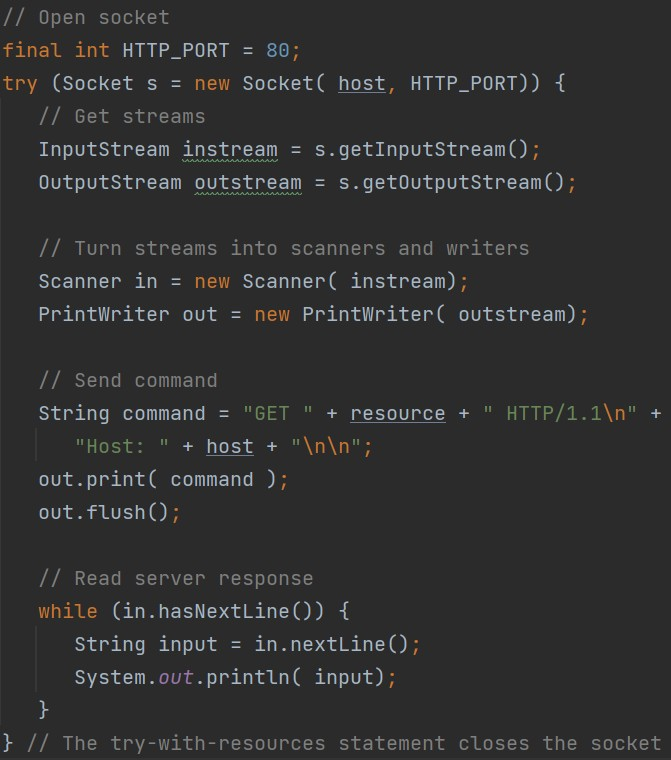 // Open socket
final int HTTP_PORT = 80;
try (Socket s = new Socket( host, HTTP_PORT)) {
// Get streams
InputStream instream = s.getInputStream();
OutputStream outstream = s.getOutputStream();
// Turn streams into scanners and writers
Scanner in = new Scanner( instream);
PrintWriter out = new PrintWriter( outstream);
// Send command
String command = "GET " + resource + " HTTP/1.1\n" +
"Host: " + host + "\n\n";
out.print( command );
out.flush();
// Read server response
while (in.hasNextLine()) {
String input = in.nextLine();
System.out.println( input);
}
} // The try-with-resources statement closes the socket